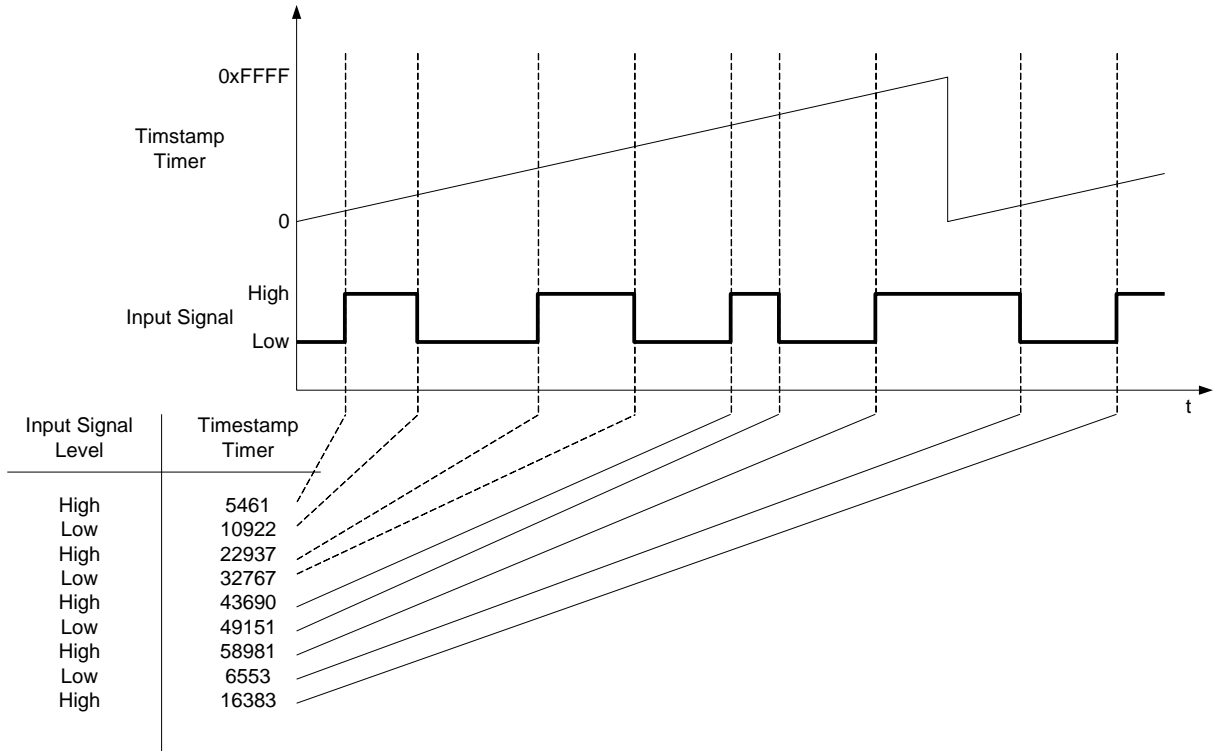 0xFFFF
Timstamp
Timer
0
High
Input Signal
Low
t
Input Signal
Level
Timestamp
Timer
High 5461
Low 10922
High 22937
Low 32767
High 43690
Low 49151
High 58981
Low 6553
High 16383